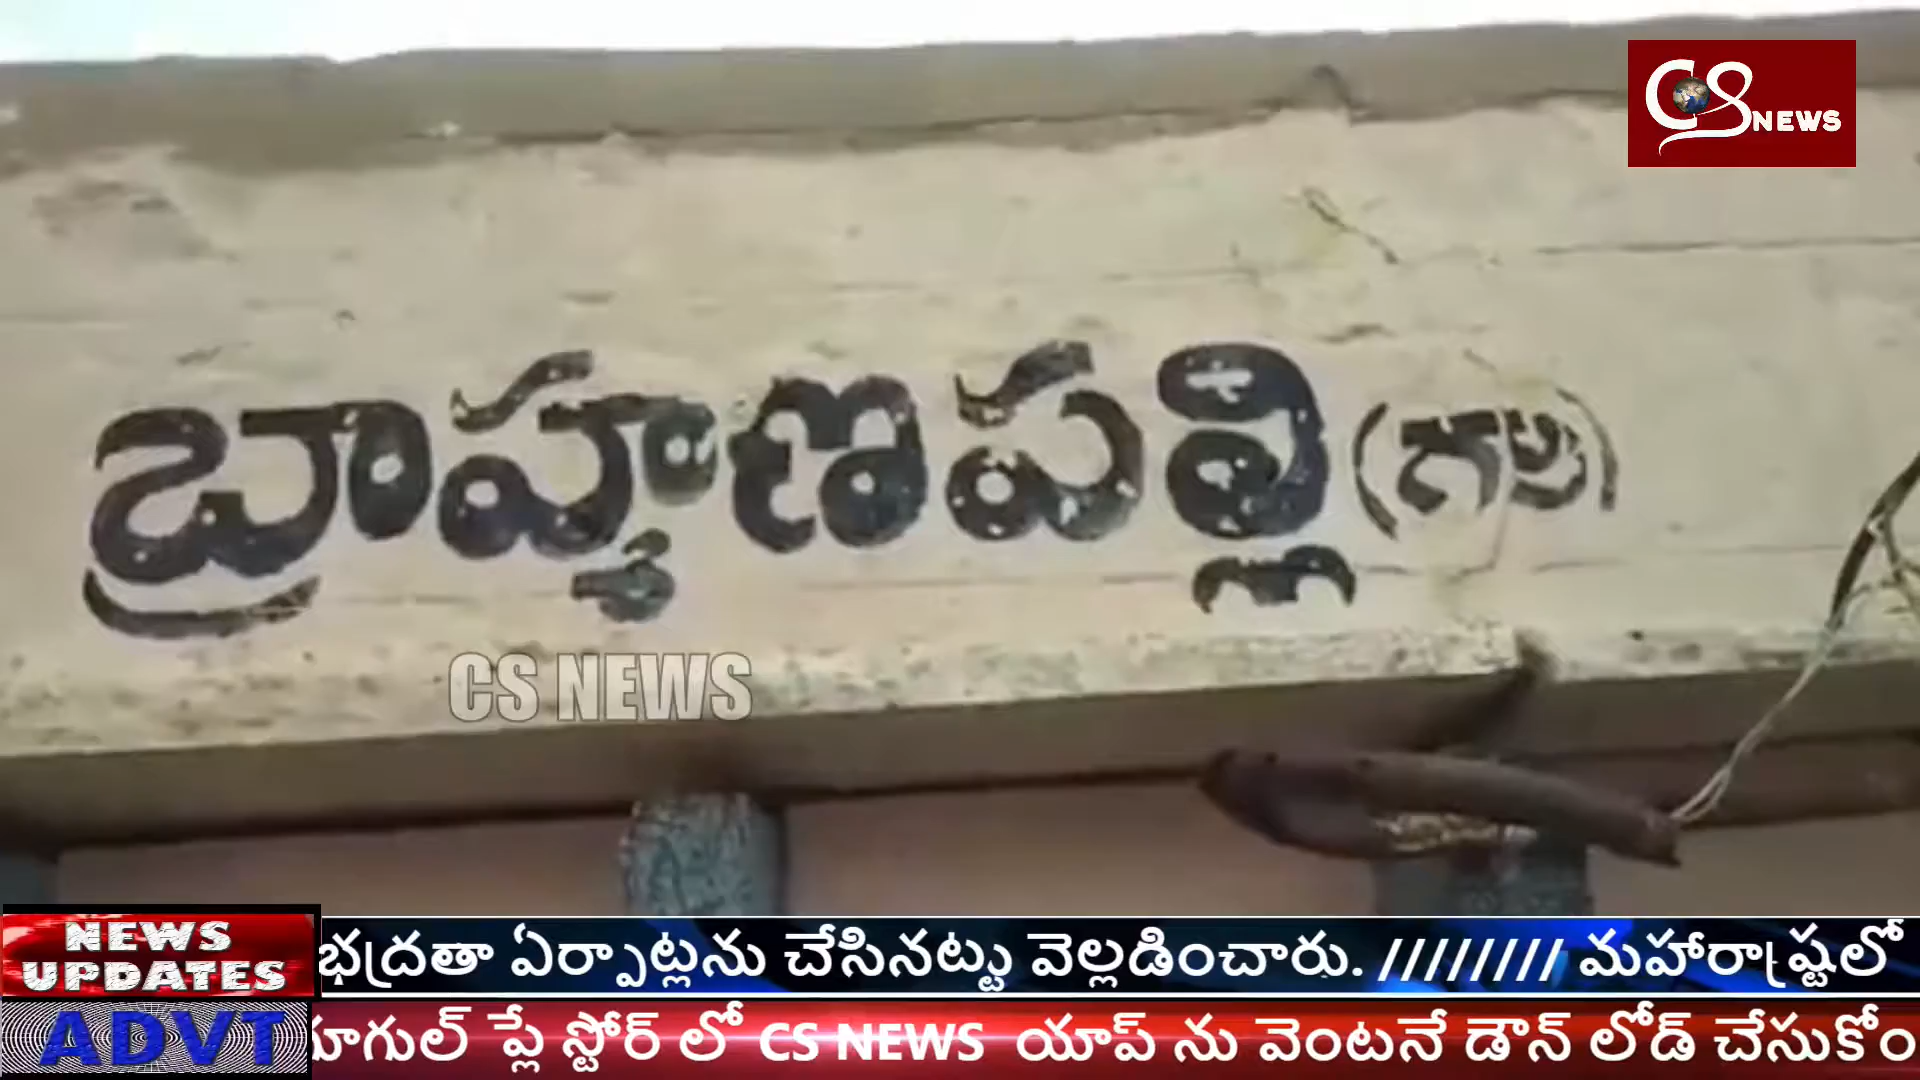 CS NEWS
బ్రాహ్మణపల్లి (గ్రా)
CS NEWS
NEWS UPDATES
భద్రతా ఏర్పాట్లను చేసినట్టు వెల్లడించారు. //////// మహారాష్ట్రలో
ADVT
ప్లే స్టోర్ లో CS NEWS యాప్ ను వెంటనే డౌన్ లోడ్